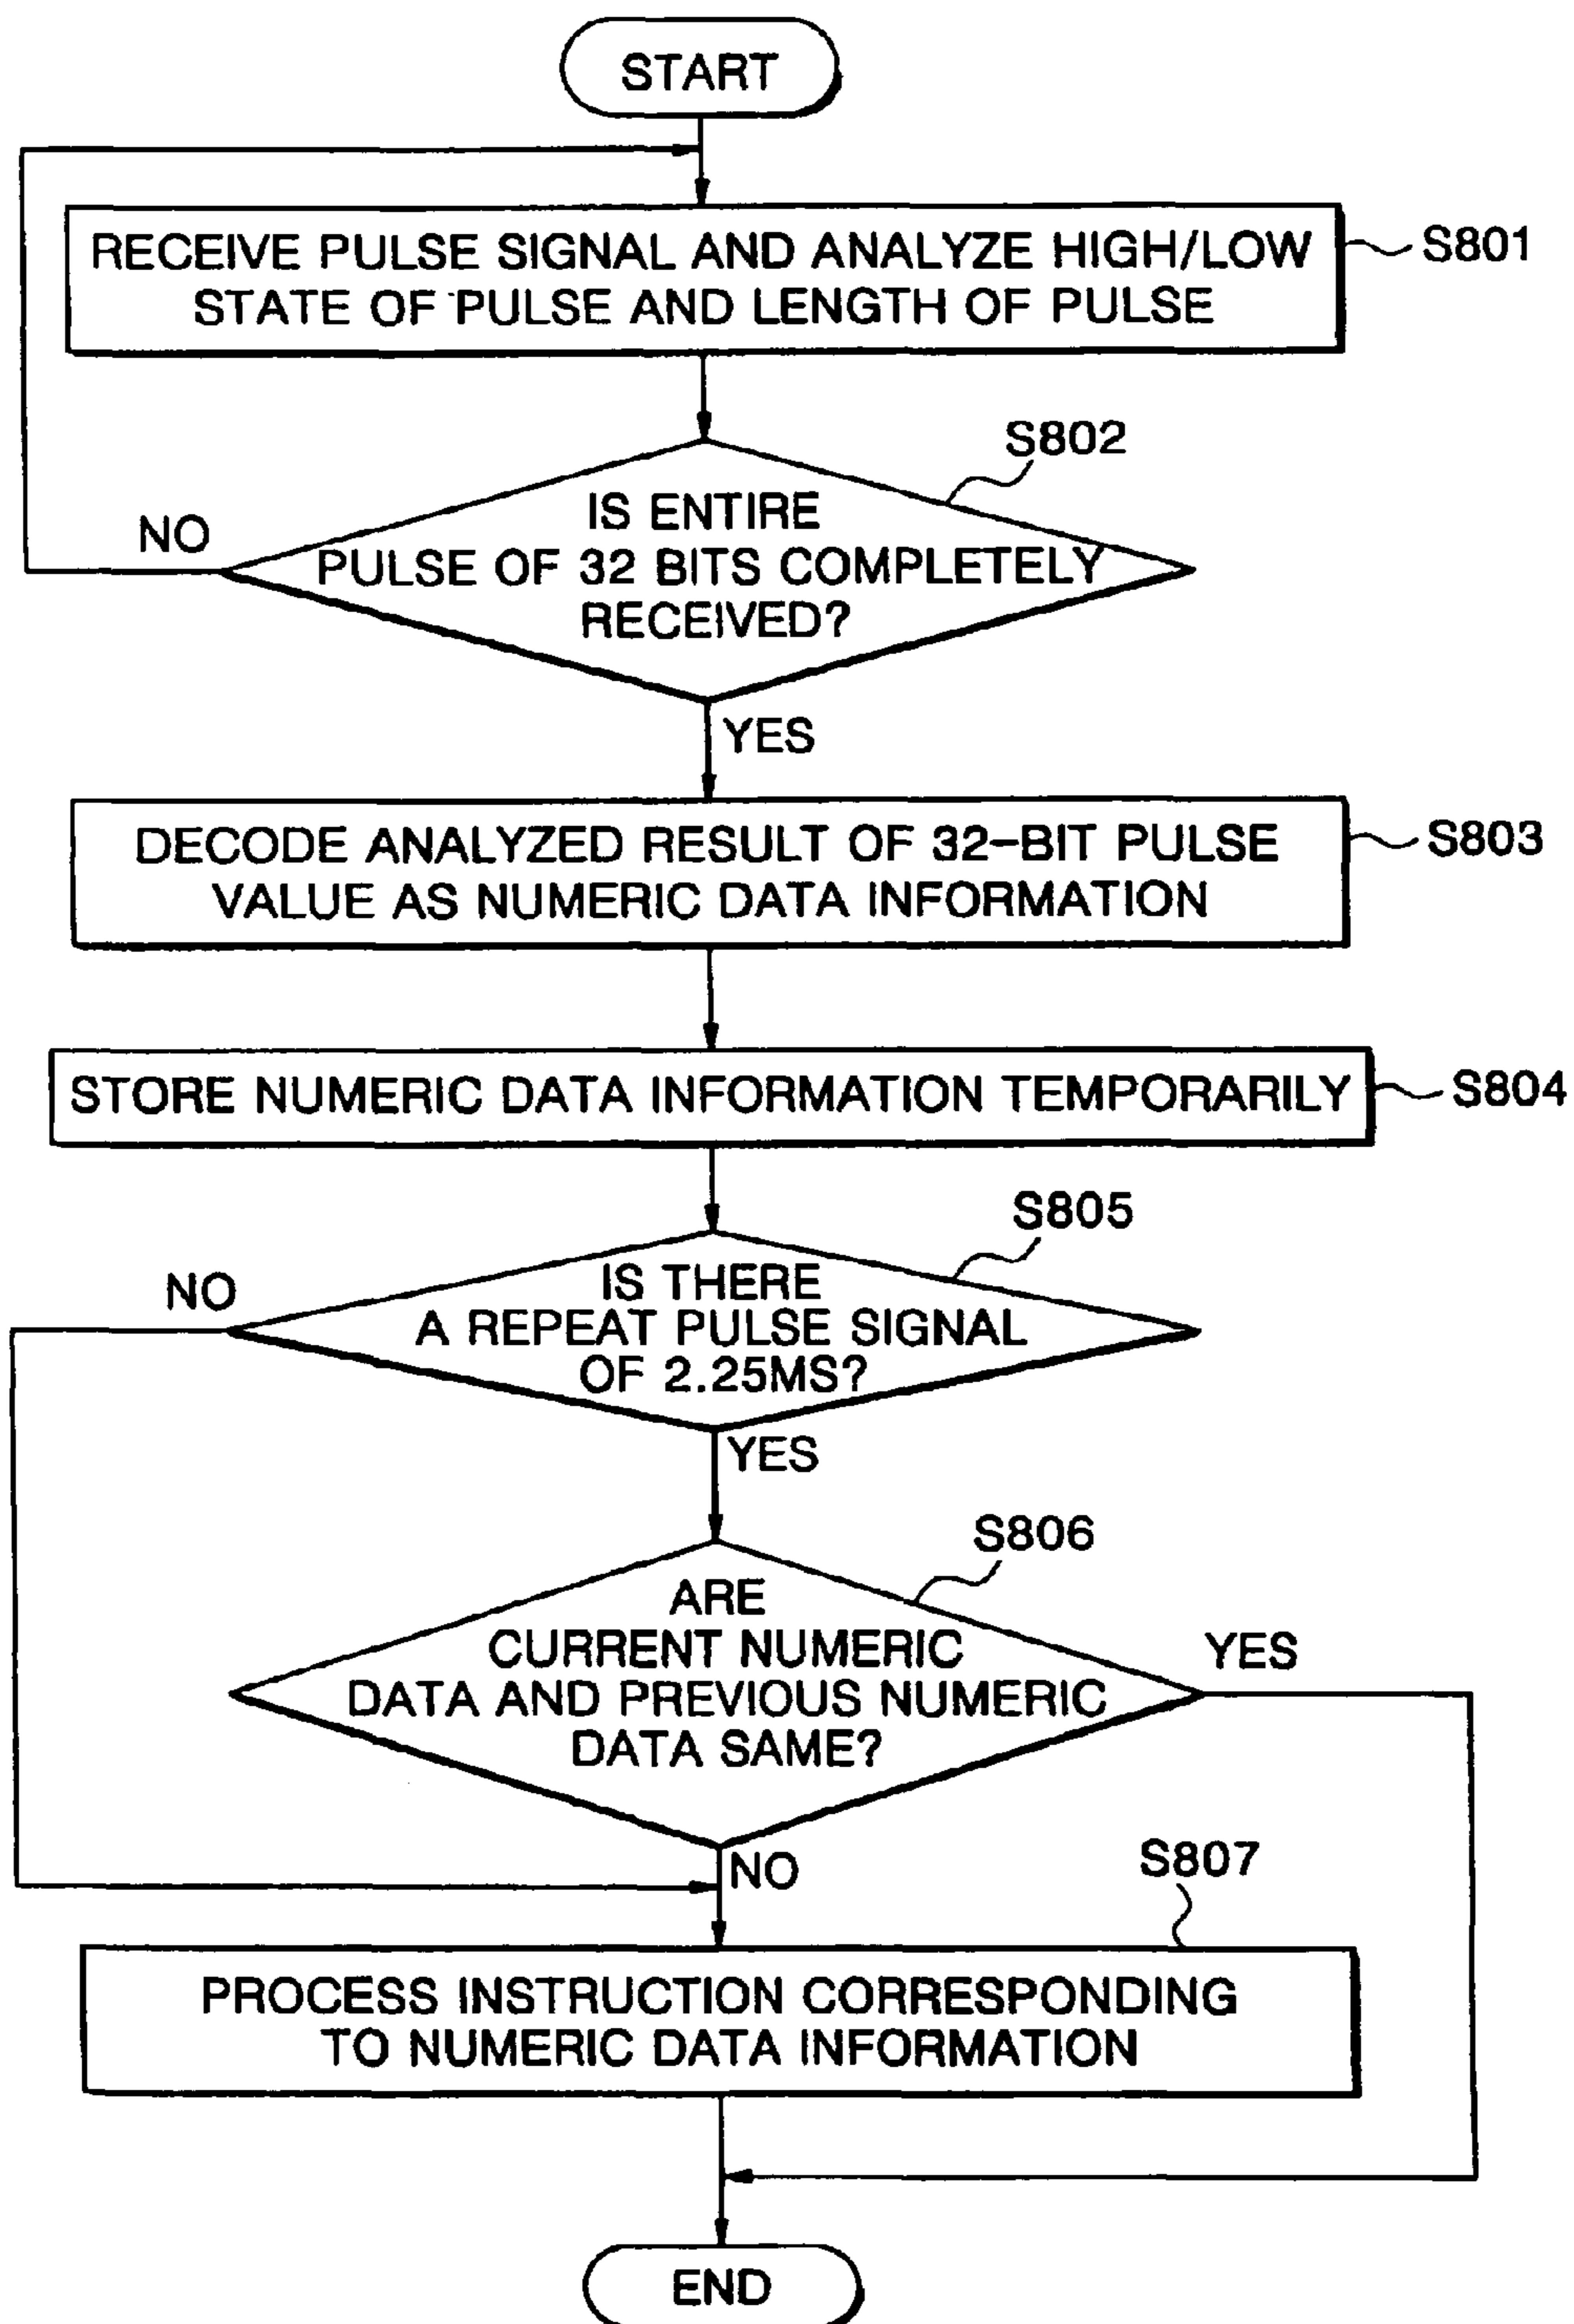 START
RECEIVE PULSE SIGNAL AND ANALYZE HIGH/LOW
STATE OF PULSE AND LENGTH OF PULSE
S801
S802
IS ENTIRE
PULSE OF 32 BITS COMPLETELY
RECEIVED?
NO
YES
DECODE ANALYZED RESULT OF 32-BIT PULSE
VALUE AS NUMERIC DATA INFORMATION
S803
STORE NUMERIC DATA INFORMATION TEMPORARILY
S804
S805
IS THERE
A REPEAT PULSE SIGNAL
OF 2.25MS?
NO
YES
S806
ARE
CURRENT NUMERIC
DATA AND PREVIOUS NUMERIC
DATA SAME?
YES
NO
S807
PROCESS INSTRUCTION CORRESPONDING
TO NUMERIC DATA INFORMATION
END